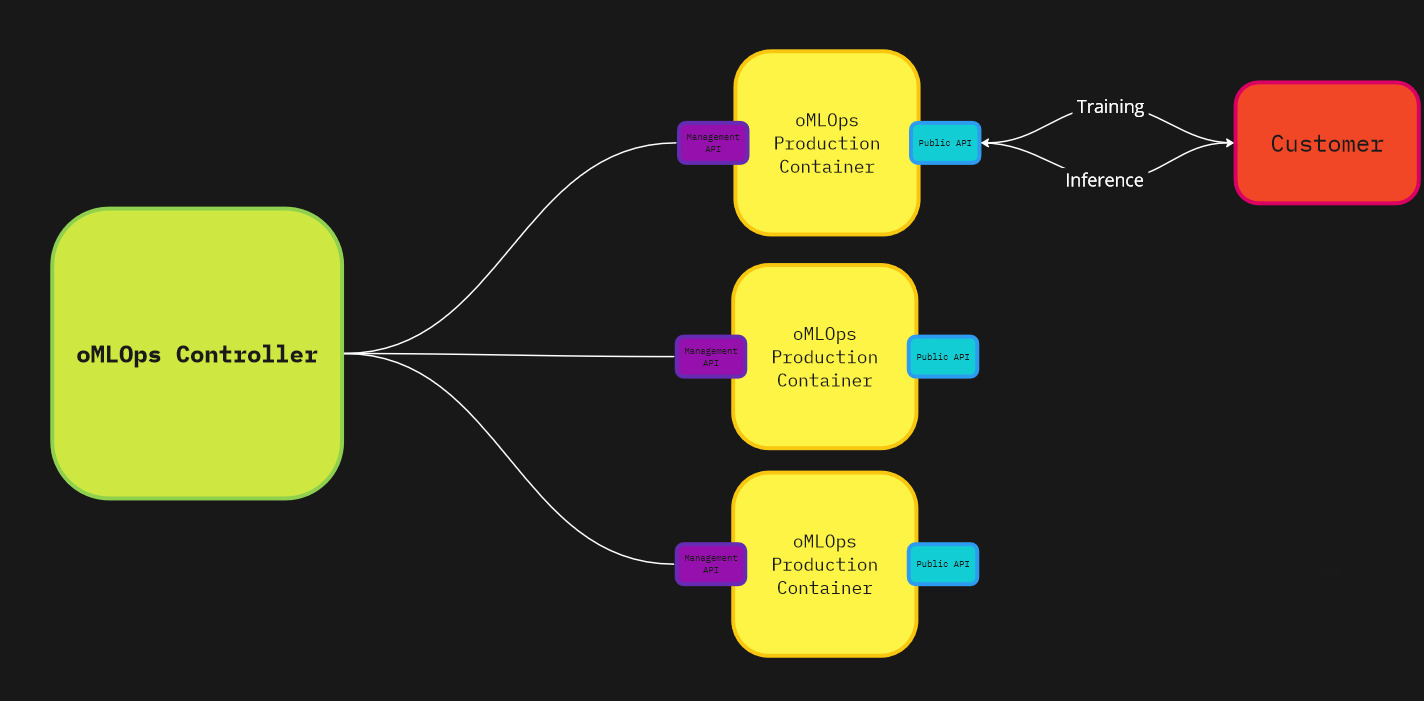 oMLOps Controller
Management
API
oMLOps
Production
Container
Public API
Training
Inference
Customer
Management
API
oMLOps
Production
Container
Public API
Management
API
oMLOps
Production
Container
Public API